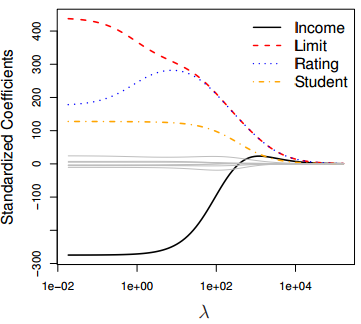 Standardized Coefficients
400
300
200
100
0
−100
−300
Income
Limit
Rating
Student
1e−02 1e+00 1e+02 1e+04
λ